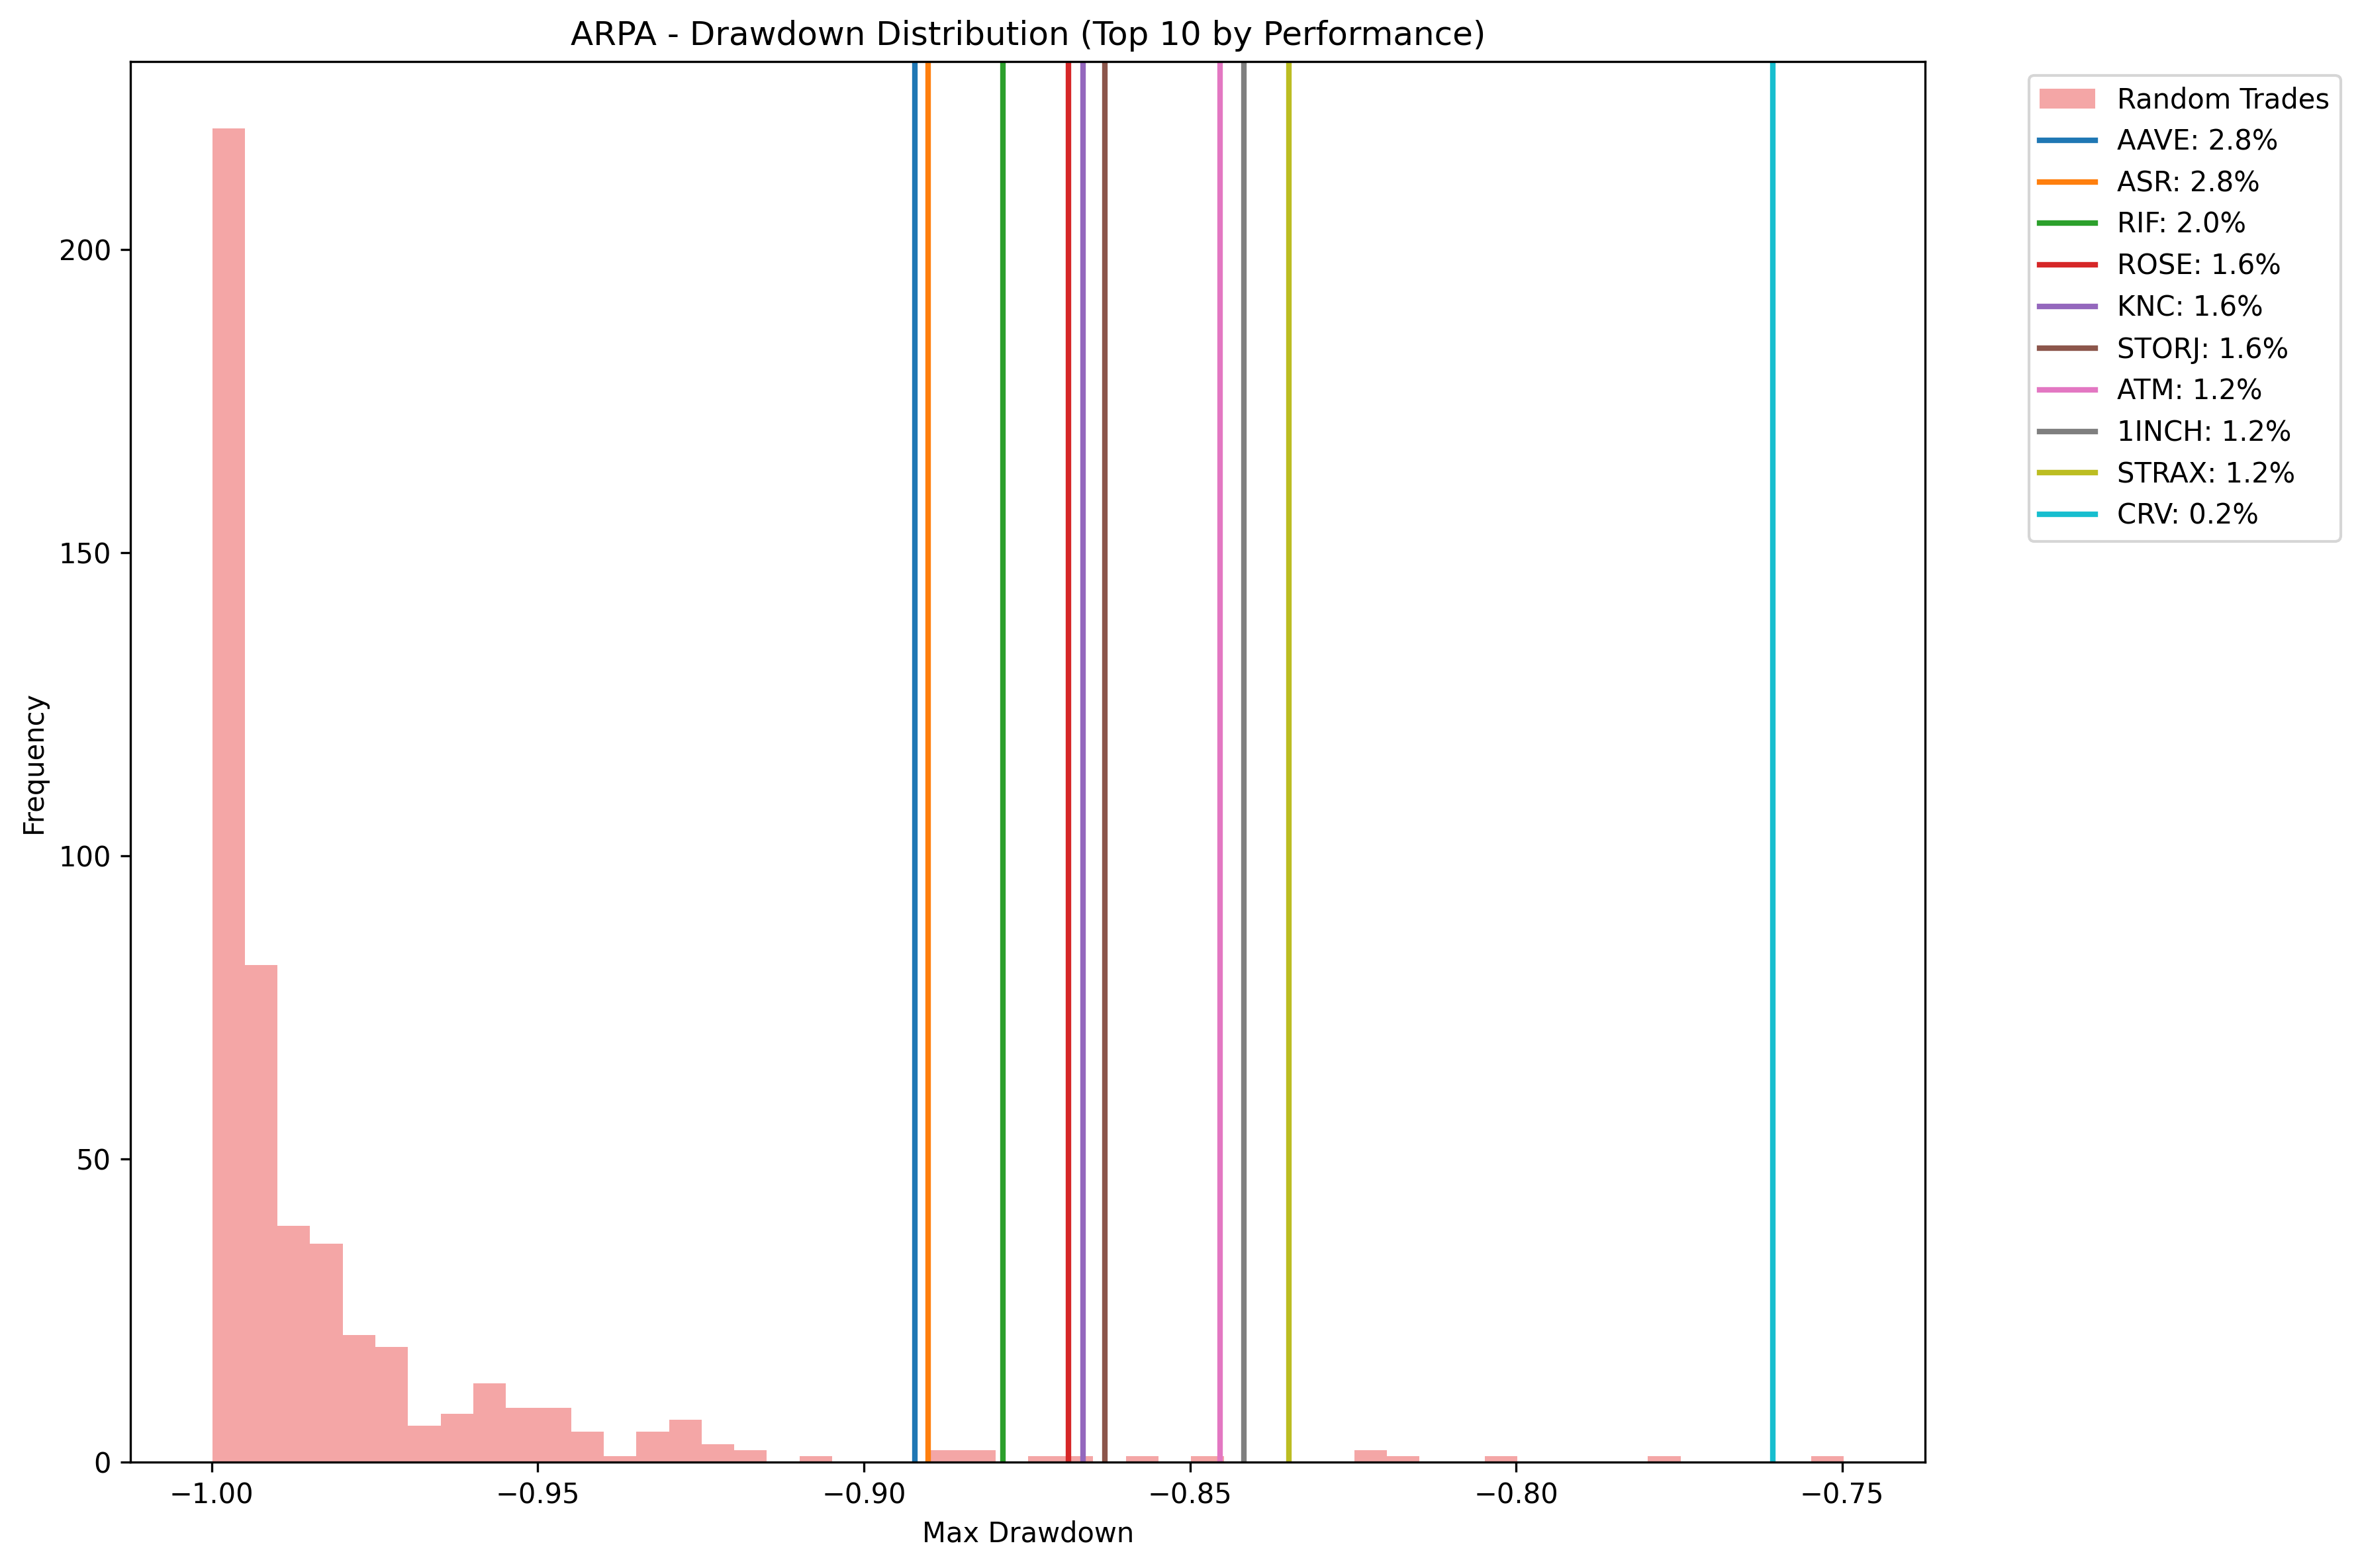 ARPA - Drawdown Distribution (Top 10 by Performance)
Random Trades
AAVE: 2.8%
ASR: 2.8%
RIF: 2.0%
ROSE: 1.6%
KNC: 1.6%
STORJ: 1.6%
ATM: 1.2%
1INCH: 1.2%
STRAX: 1.2%
CRV: 0.2%
Frequency
200
150
100
50
0
−1.00
−0.95
−0.90
−0.85
−0.80
−0.75
Max Drawdown